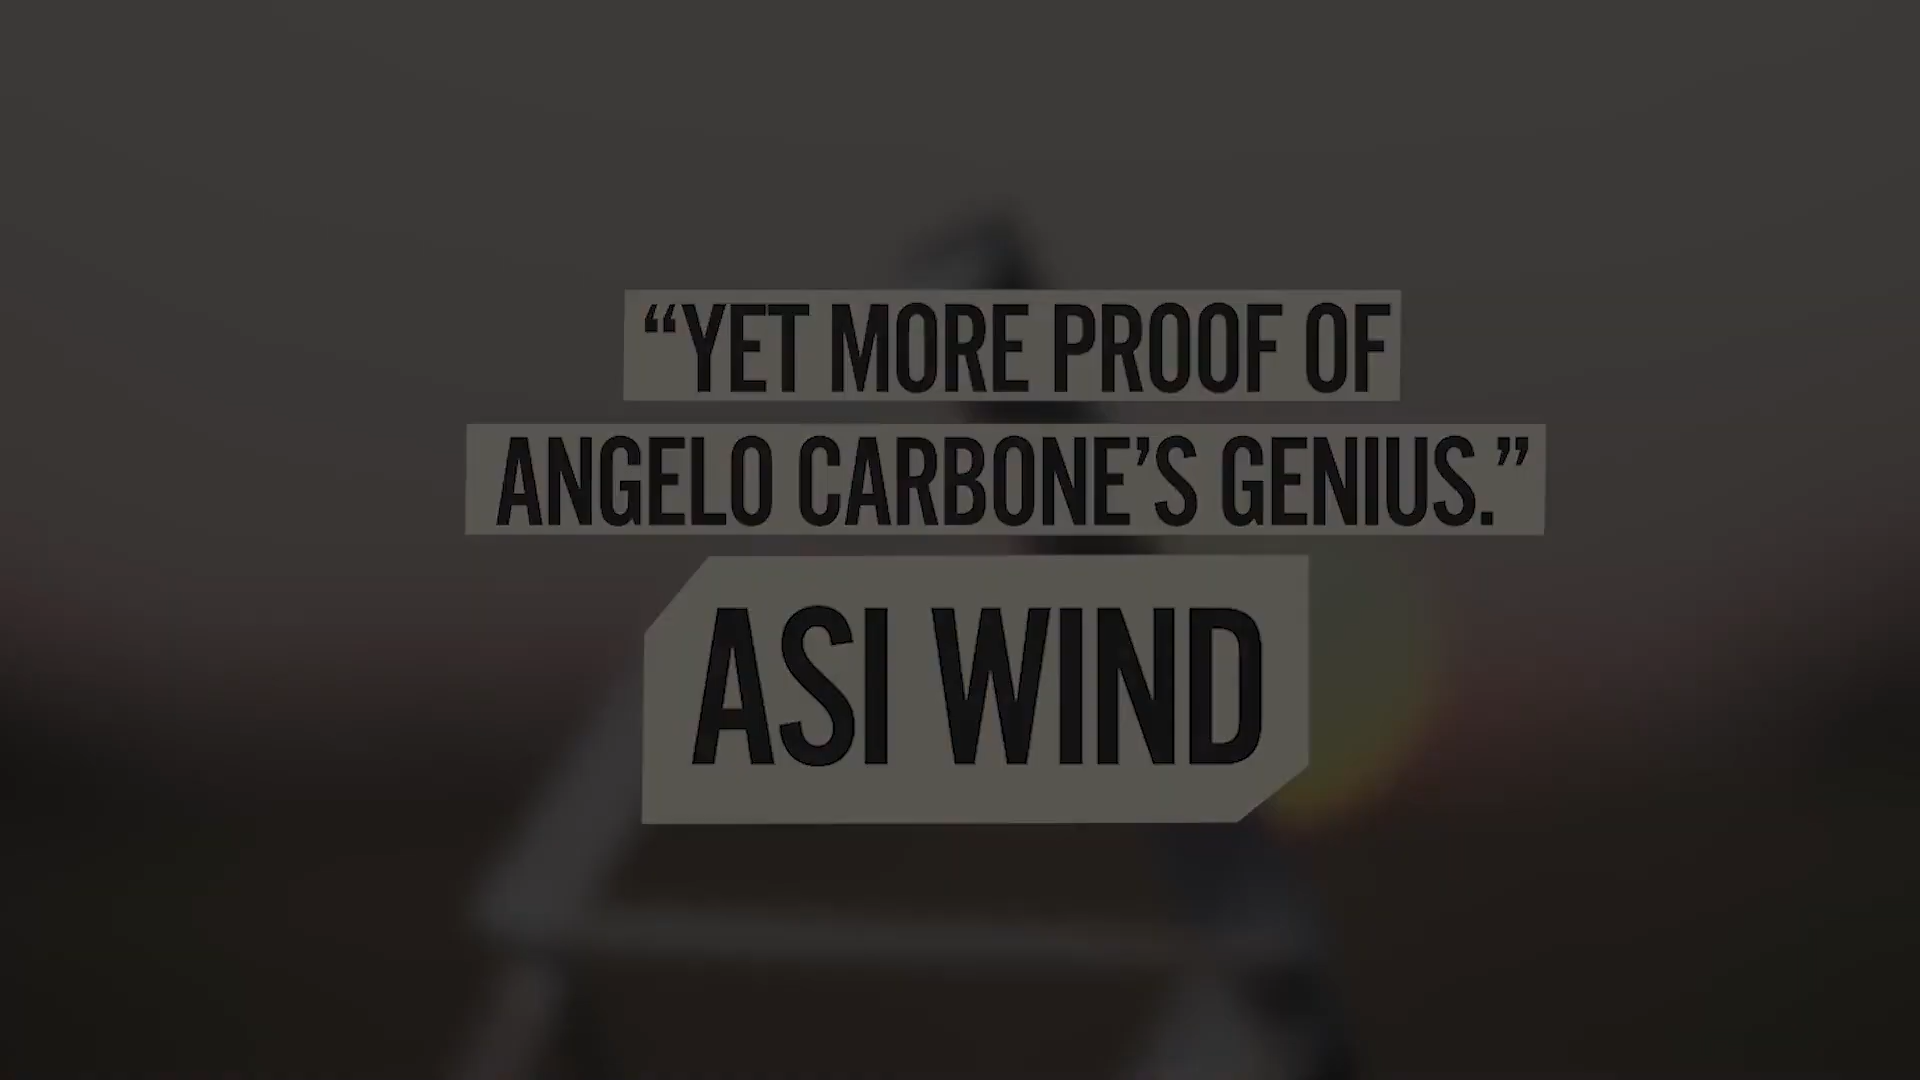 “YET MORE PROOF OF
ANGELO CARBONE’S GENIUS.”
ASI WIND